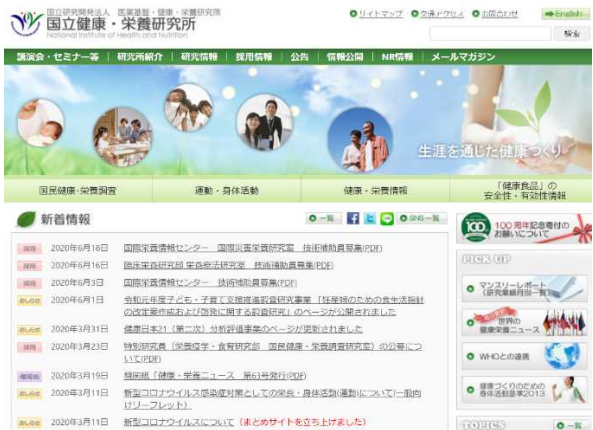 国立研究開発法人 医薬基盤・健康・栄養研究所
国立健康・栄養研究所
National Institute of Health and Nutrition
サイトマップ 交通アクセス お問合わせ English
検索
講演会・セミナー等 研究所紹介 研究情報 採用情報 公告 情報公開 NR情報 メールマガジン
生涯を通じた健康づくり
国民健康・栄養調査 運動・身体活動 健康・栄養情報 「健康食品」の
安全性・有効性情報
新着情報
一覧 SNS一覧
採用 2020年6月18日 国際栄養情報センター 国際災害栄養研究室 技術補助員募集(PDF)
採用 2020年6月16日 臨床栄養研究部 栄養療法研究室 技術補助員募集(PDF)
採用 2020年6月3日 国際栄養情報センター 技術補助員募集(PDF)
お知らせ 2020年6月1日 令和元年度子ども・子育て支援推進調査研究事業 「妊産婦のための食生活指針
の改定案作成および啓発に関する調査研究」のページが公開されました
お知らせ 2020年3月31日 健康日本21（第二次）分析評価事業のページが更新されました
採用 2020年3月23日 特別研究員（栄養疫学・食育研究部 国民健康・栄養調査研究室）の公募につ
いて(PDF)
機関紙 2020年3月19日 機関紙「健康・栄養ニュース 第63号発行(PDF)
お知らせ 2020年3月11日 新型コロナウイルス感染症対策としての栄養・身体活動(運動)について(一般向
けリーフレット)
お知らせ 2020年3月11日 新型コロナウイルスについて（まとめサイトを立ち上げました）
100
100周年記念寄付の
お願いについて
PICK UP
マンスリーレポート
（研究業績月別一覧）
世界の
健康栄養ニュース
WHOとの連携
健康づくりのための
身体活動基準2013
TOPICS 一覧